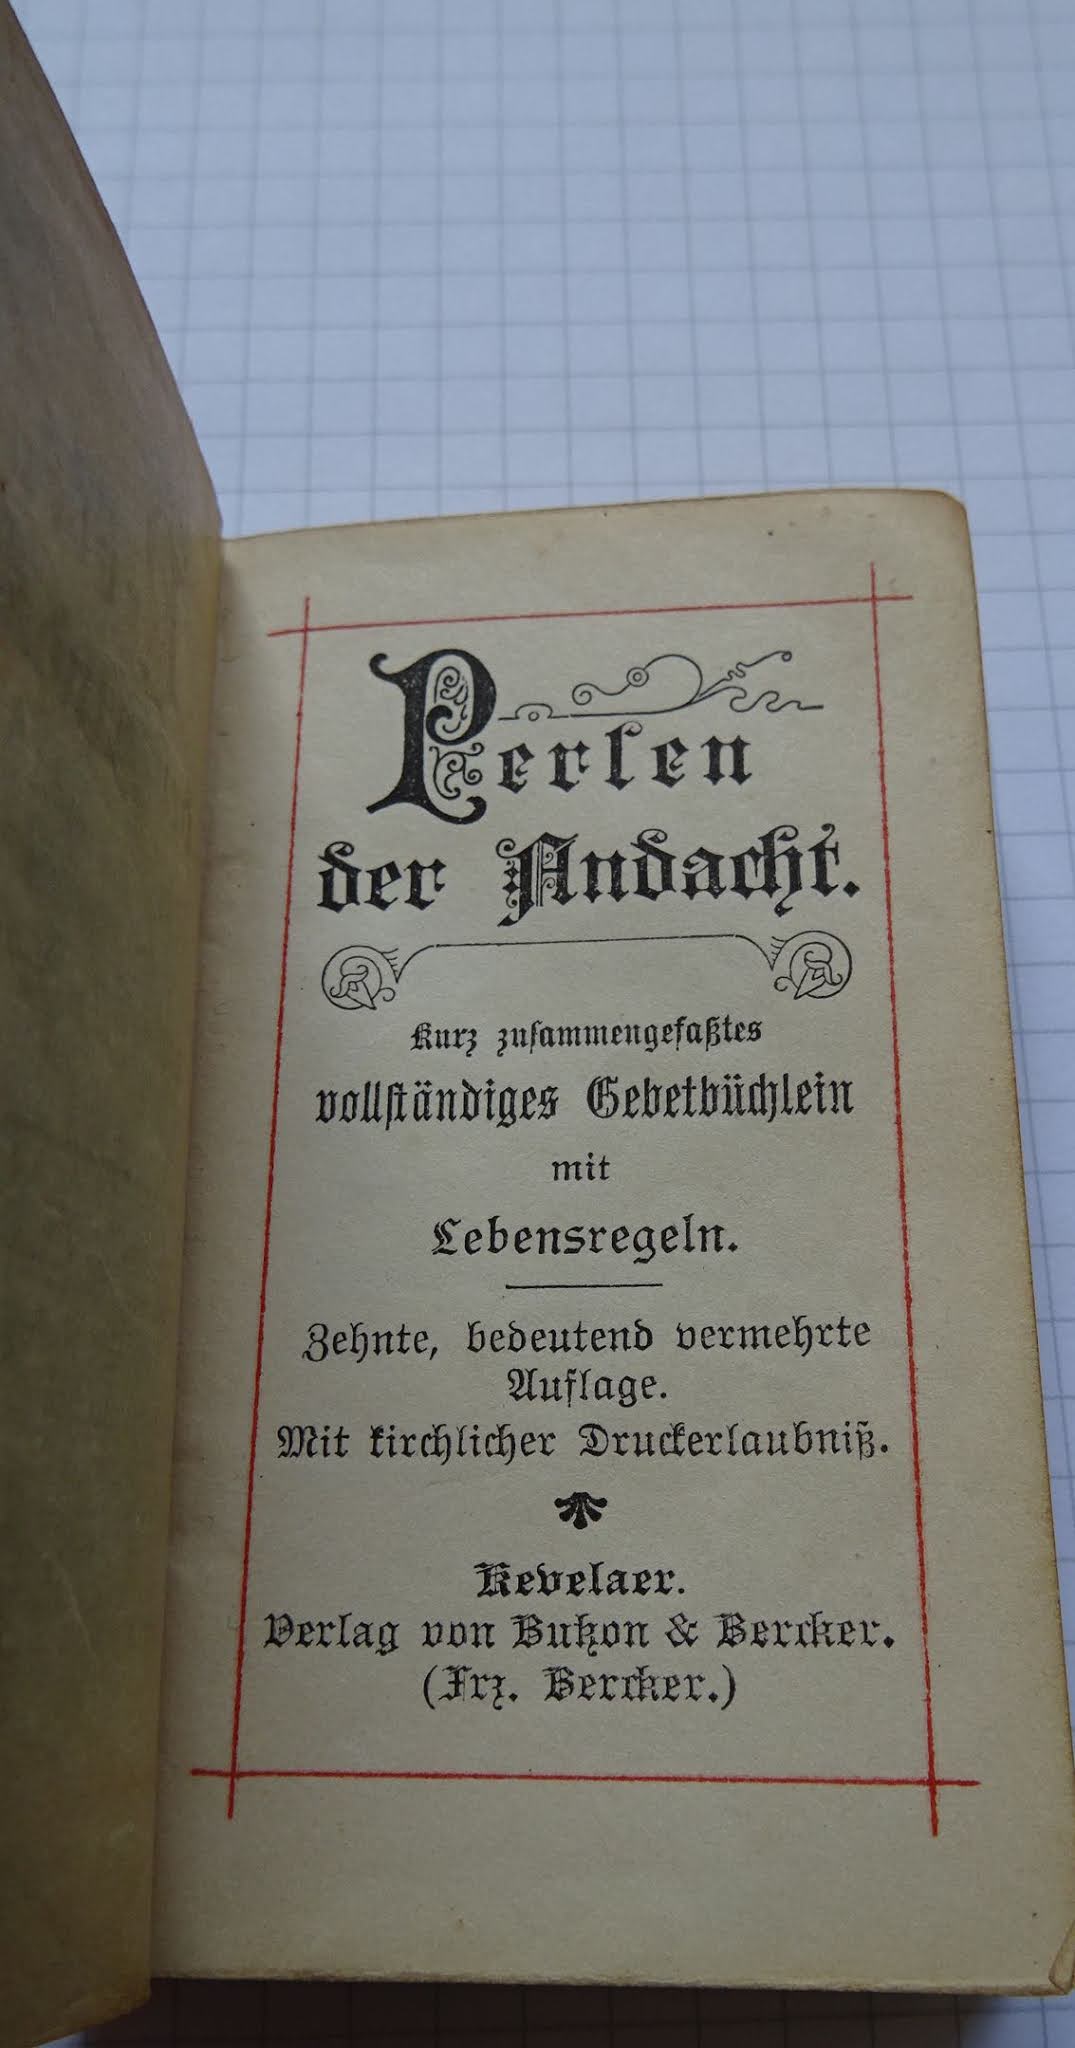 Perlen
der Andacht.
Kurz zusammengefaßtes
vollständiges Gebetbüchlein
mit
Lebensregeln.
Zehnte, bedeutend vermehrte
Auflage.
Mit kirchlicher Druckerlaubniß.
Kevelaer.
Verlag von Butzon & Bercker.
(Frz. Bercker.)